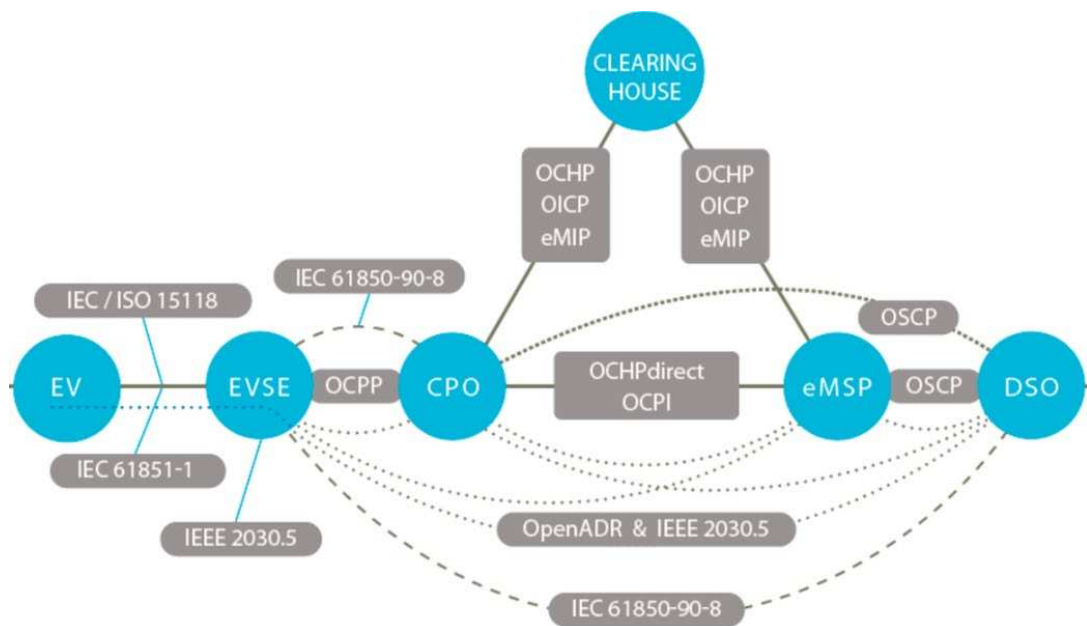 CLEARING
HOUSE
OCHP
OICP
eMIP
OCHP
OICP
eMIP
IEC 61850-90-8
IEC / ISO 15118
OSCP
EV
EVSE
OCPP
CPO
OCHPdirect
OCPI
eMSP
OSCP
DSO
IEC 61851-1
IEEE 2030.5
OpenADR & IEEE 2030.5
IEC 61850-90-8